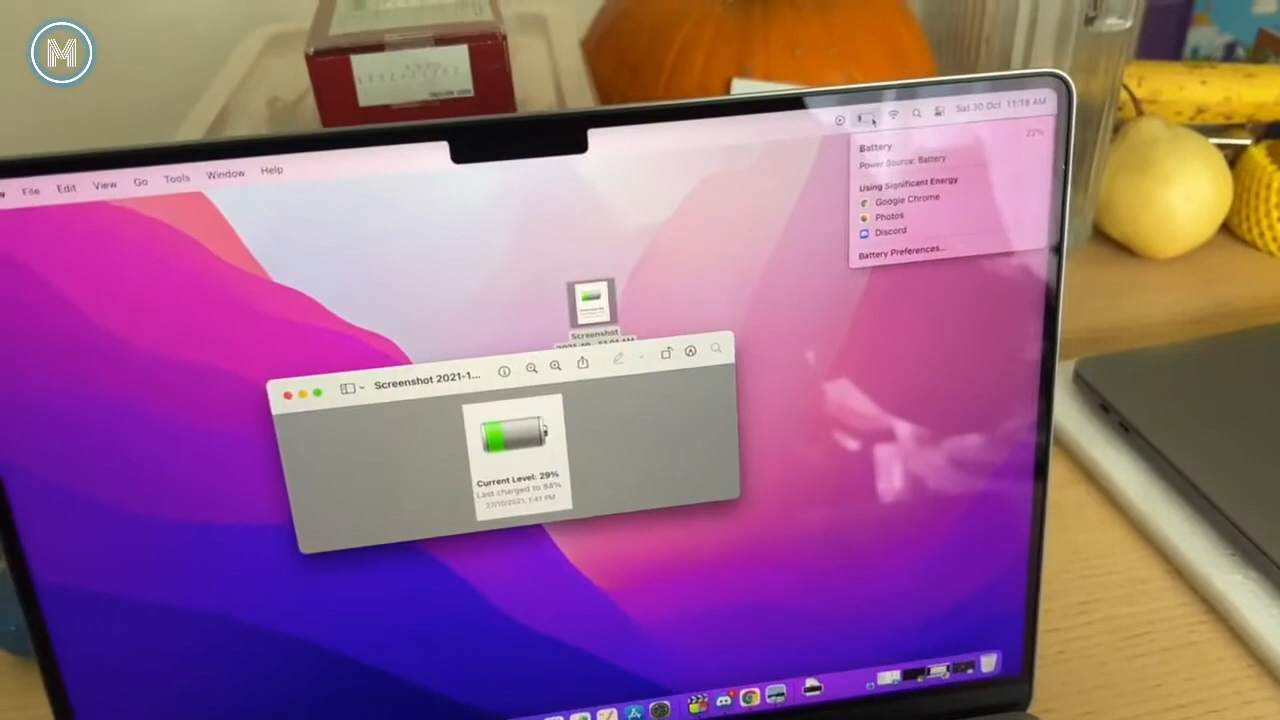 M
File Edit View Go Tools Window Help
Sat 30 Oct 11:18 AM
Battery 22%
Power Source: Battery
Using Significant Energy
Google Chrome
Photos
Discord
Battery Preferences...
Screenshot
Screenshot 2021-1...
Current Level: 29%
Last charged to 84%
27/10/2021, 1:41 PM